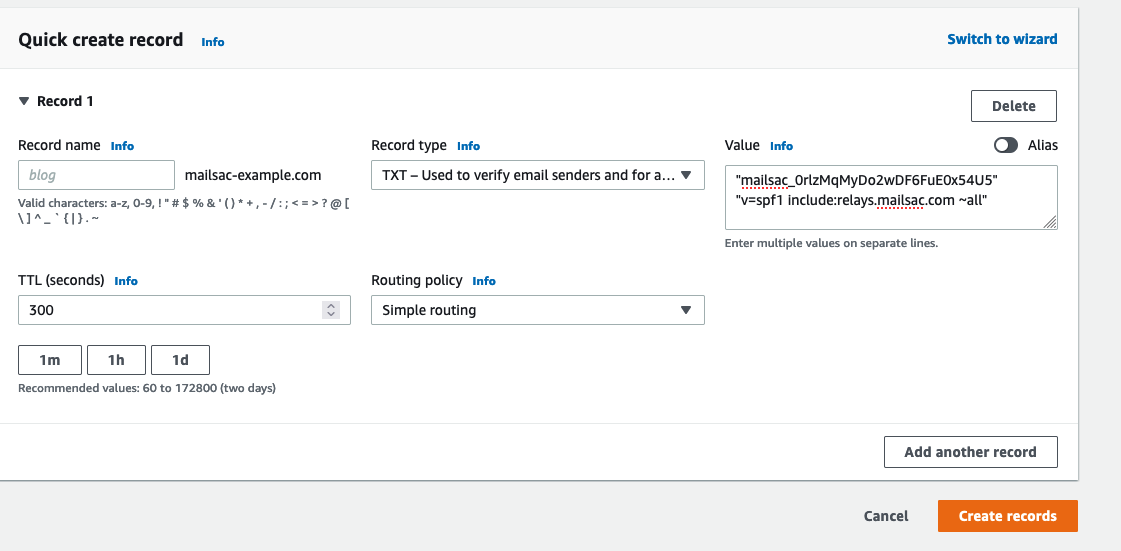 Quick create record Info
Switch to wizard
Record 1
Delete
Record name Info
blog
mailsac-example.com
Valid characters: a-z, 0-9, ! " # $ % & ' ( ) * + , - / : ; < = > ? @ [
\ ] ^ _ ` { | } . ~
Record type Info
TXT – Used to verify email senders and for a...
Value Info
Alias
"mailsac_0rlzMqMyDo2wDF6FuE0x54U5"
"v=spf1 include:relays.mailsac.com ~all"
Enter multiple values on separate lines.
TTL (seconds) Info
300
1m
1h
1d
Recommended values: 60 to 172800 (two days)
Routing policy Info
Simple routing
Add another record
Cancel
Create records